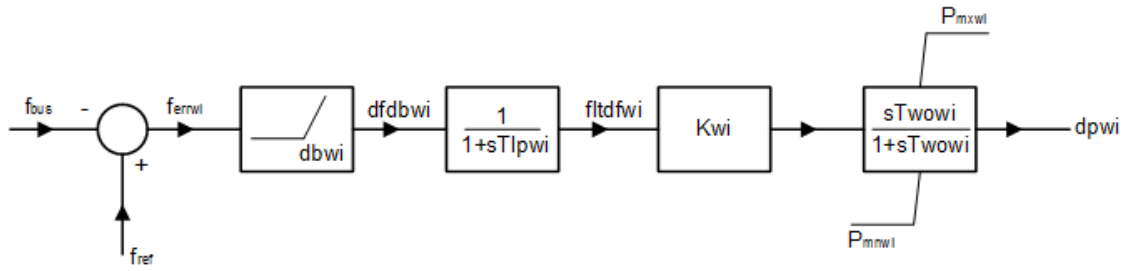 Pmxwi
fbus
-
ferrwi
dbwi
dfdbwi
1
1+sTlpwi
fltdfwi
Kwi
sTwowi
1+sTwowi
dpwi
+
Pmnwi
fref